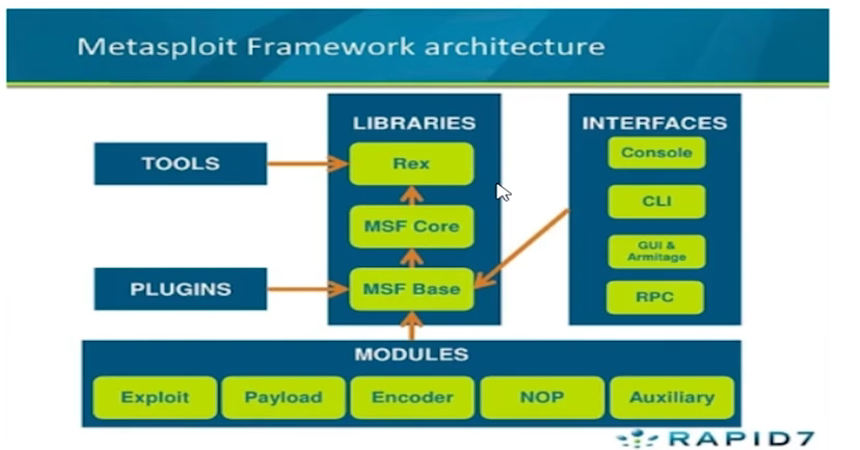 Metasploit Framework architecture
LIBRARIES
INTERFACES
TOOLS
Rex
Console
MSF Core
CLI
GUI &
Armitage
PLUGINS
MSF Base
RPC
MODULES
Exploit
Payload
Encoder
NOP
Auxiliary
RAPID7